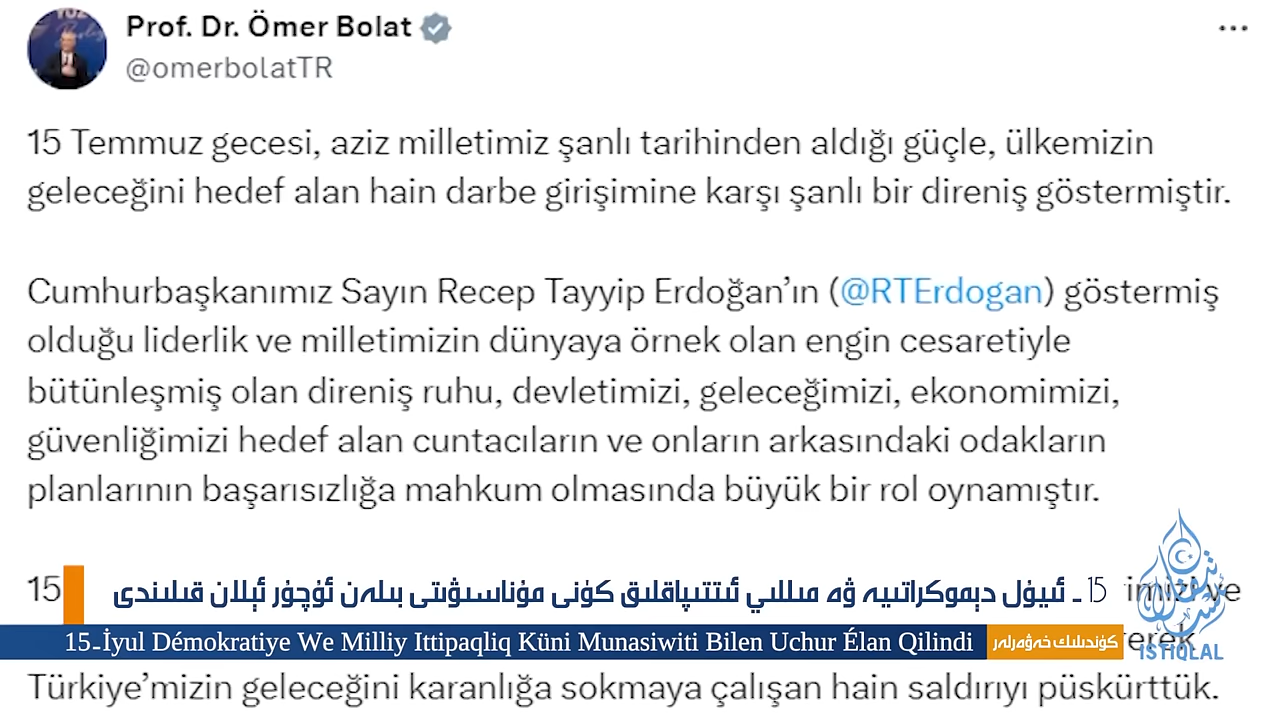 Prof. Dr. Ömer Bolat
@omerbolatTR
15 Temmuz gecesi, aziz milletimiz şanlı tarihinden aldığı güçle, ülkemizin
geleceğini hedef alan hain darbe girişimine karşı şanlı bir direniş göstermiştir.
Cumhurbaşkanımız Sayın Recep Tayyip Erdoğan’ın (@RTErdogan) göstermiş
olduğu liderlik ve milletimizin dünyaya örnek olan engin cesaretiyle
bütünleşmiş olan direniş ruhu, devletimizi, geleceğimizi, ekonomimizi,
güvenliğimizi hedef alan cuntacıların ve onların arkasındaki odakların
planlarının başarısızlığa mahkum olmasında büyük bir rol oynamıştır.
15
15 - ئىيۇل دېموكراتىيە ۋە مىللىي ئىتتىپاقلىق كۈنى مۇناسىۋىتى بىلەن ئۇچۇر ئېلان قىلىندى
15-İyul Démokratiye We Milliy Ittipaqliq Küni Munasiwiti Bilen Uchur Élan Qilindi
كۈندىلىك خەۋەرلەر
ISTIQLAL
Türkiye’mizin geleceğini karanlığa sokmaya çalışan hain saldırıyı püskürttük.